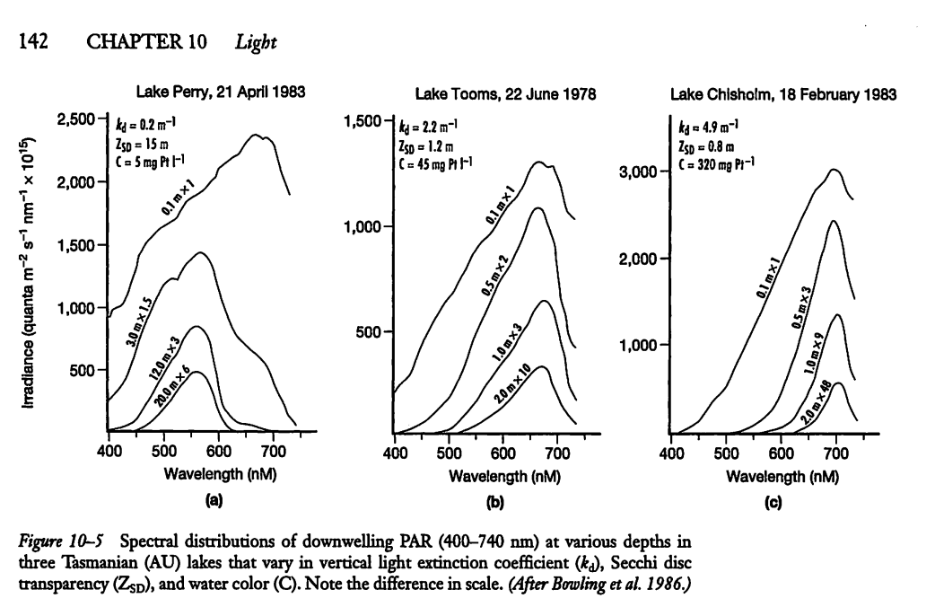 142 CHAPTER 10 Light
Lake Perry, 21 April 1983
Irradiance (quanta m⁻² s⁻¹ nm⁻¹ x 10¹⁵)
2,500
2,000
1,500
1,000
500
kd = 0.2 m⁻¹
ZSD = 15 m
C = 5 mg Pt l⁻¹
0.1 m x 1
3.0 m x 1.5
12.0 m x 3
20.0 m x 6
400 500 600 700
Wavelength (nM)
(a)
Lake Tooms, 22 June 1978
1,500
1,000
500
kd = 2.2 m⁻¹
ZSD = 1.2 m
C = 45 mg Pt l⁻¹
0.1 m x 1
0.5 m x 2
1.0 m x 3
2.0 m x 10
400 500 600 700
Wavelength (nM)
(b)
Lake Chisholm, 18 February 1983
3,000
2,000
1,000
kd = 4.9 m⁻¹
ZSD = 0.8 m
C = 320 mg Pt⁻¹
0.1 m x 1
0.5 m x 3
1.0 m x 9
2.0 m x 48
400 500 600 700
Wavelength (nM)
(c)
Figure 10–5 Spectral distributions of downwelling PAR (400–740 nm) at various depths in
three Tasmanian (AU) lakes that vary in vertical light extinction coefficient (kd), Secchi disc
transparency (ZSD), and water color (C). Note the difference in scale. (After Bowling et al. 1986.)